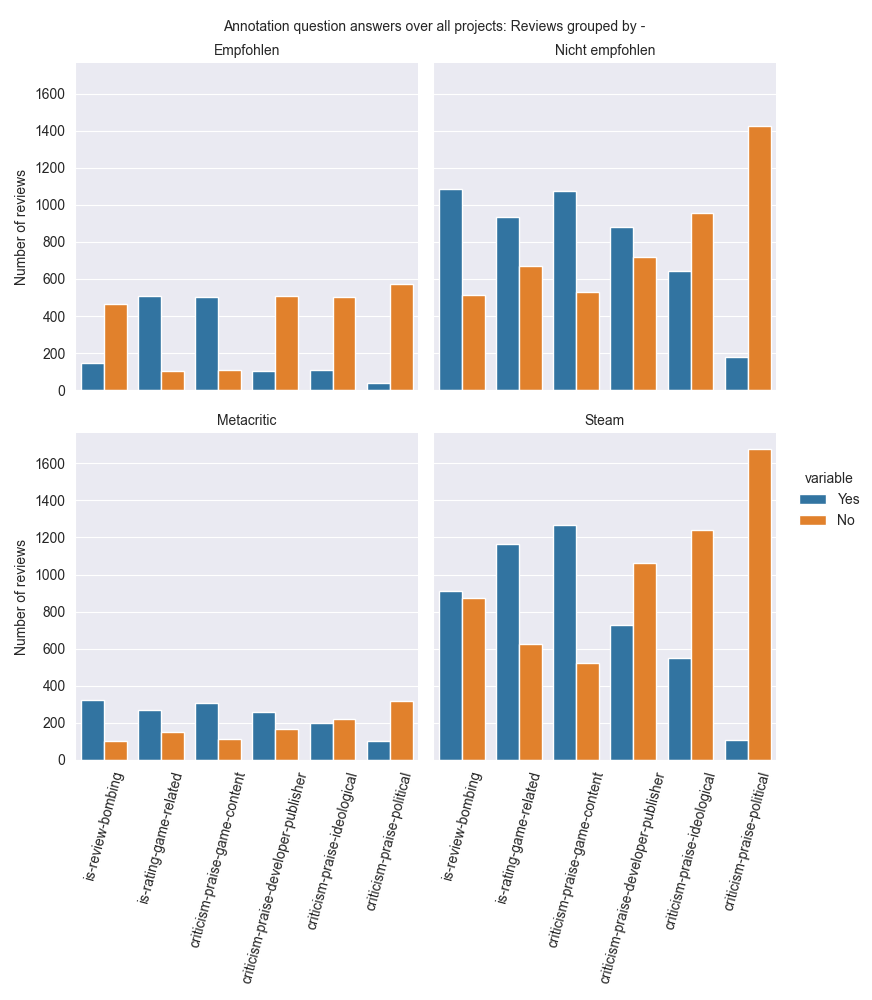 Annotation question answers over all projects: Reviews grouped by -
Empfohlen
Nicht empfohlen
1600
1400
1200
1000
800
600
400
200
0
Number of reviews
Metacritic
Steam
1600
1400
1200
1000
800
600
400
200
0
Number of reviews
variable
Yes
No
is-review-bombing
is-rating-game-related
criticism-praise-game-content
criticism-praise-developer-publisher
criticism-praise-ideological
criticism-praise-political
is-review-bombing
is-rating-game-related
criticism-praise-game-content
criticism-praise-developer-publisher
criticism-praise-ideological
criticism-praise-political